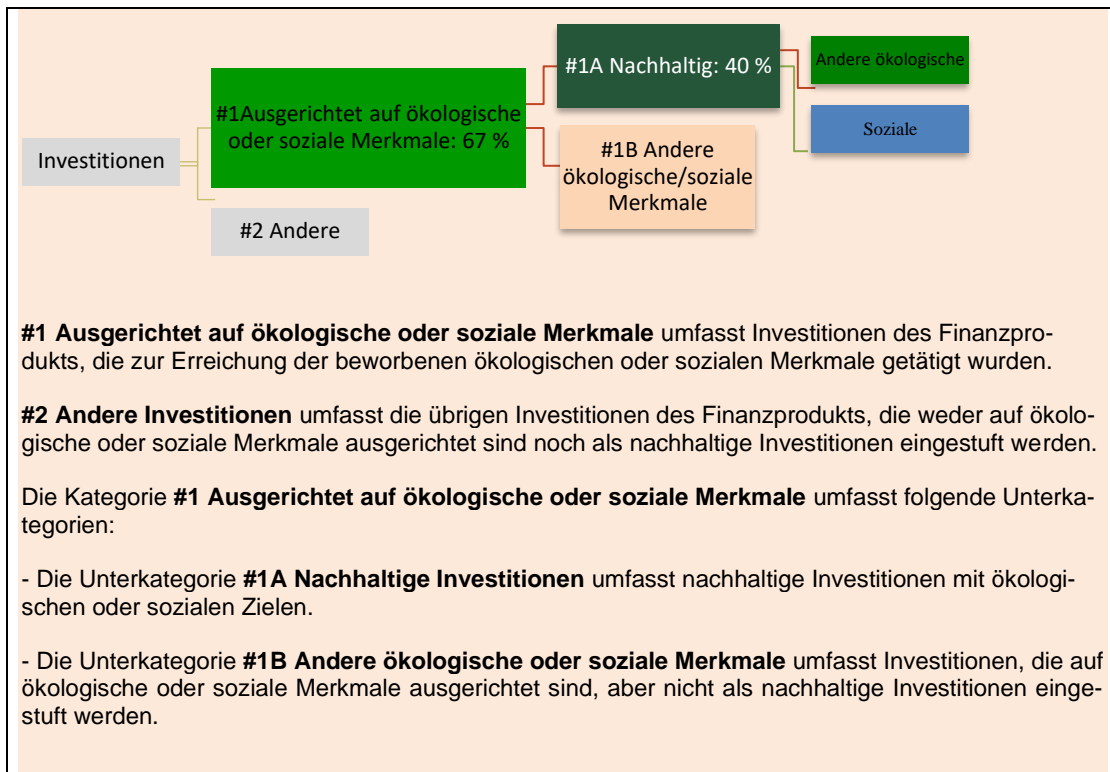 Investitionen
#1Ausgerichtet auf ökologische
oder soziale Merkmale: 67 %
#2 Andere
#1A Nachhaltig: 40 %
#1B Andere
ökologische/soziale
Merkmale
Andere ökologische
Soziale
#1 Ausgerichtet auf ökologische oder soziale Merkmale umfasst Investitionen des Finanzpro-
dukts, die zur Erreichung der beworbenen ökologischen oder sozialen Merkmale getätigt wurden.
#2 Andere Investitionen umfasst die übrigen Investitionen des Finanzprodukts, die weder auf ökolo-
gische oder soziale Merkmale ausgerichtet sind noch als nachhaltige Investitionen eingestuft werden.
Die Kategorie #1 Ausgerichtet auf ökologische oder soziale Merkmale umfasst folgende Unterka-
tegorien:
- Die Unterkategorie #1A Nachhaltige Investitionen umfasst nachhaltige Investitionen mit ökologi-
schen oder sozialen Zielen.
- Die Unterkategorie #1B Andere ökologische oder soziale Merkmale umfasst Investitionen, die auf
ökologische oder soziale Merkmale ausgerichtet sind, aber nicht als nachhaltige Investitionen einge-
stuft werden.